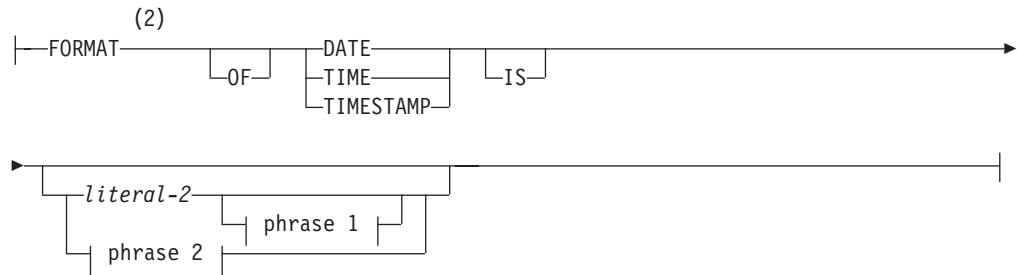 (2)
FORMAT DATE
OF TIME IS
TIMESTAMP
literal-2
phrase 1
phrase 2